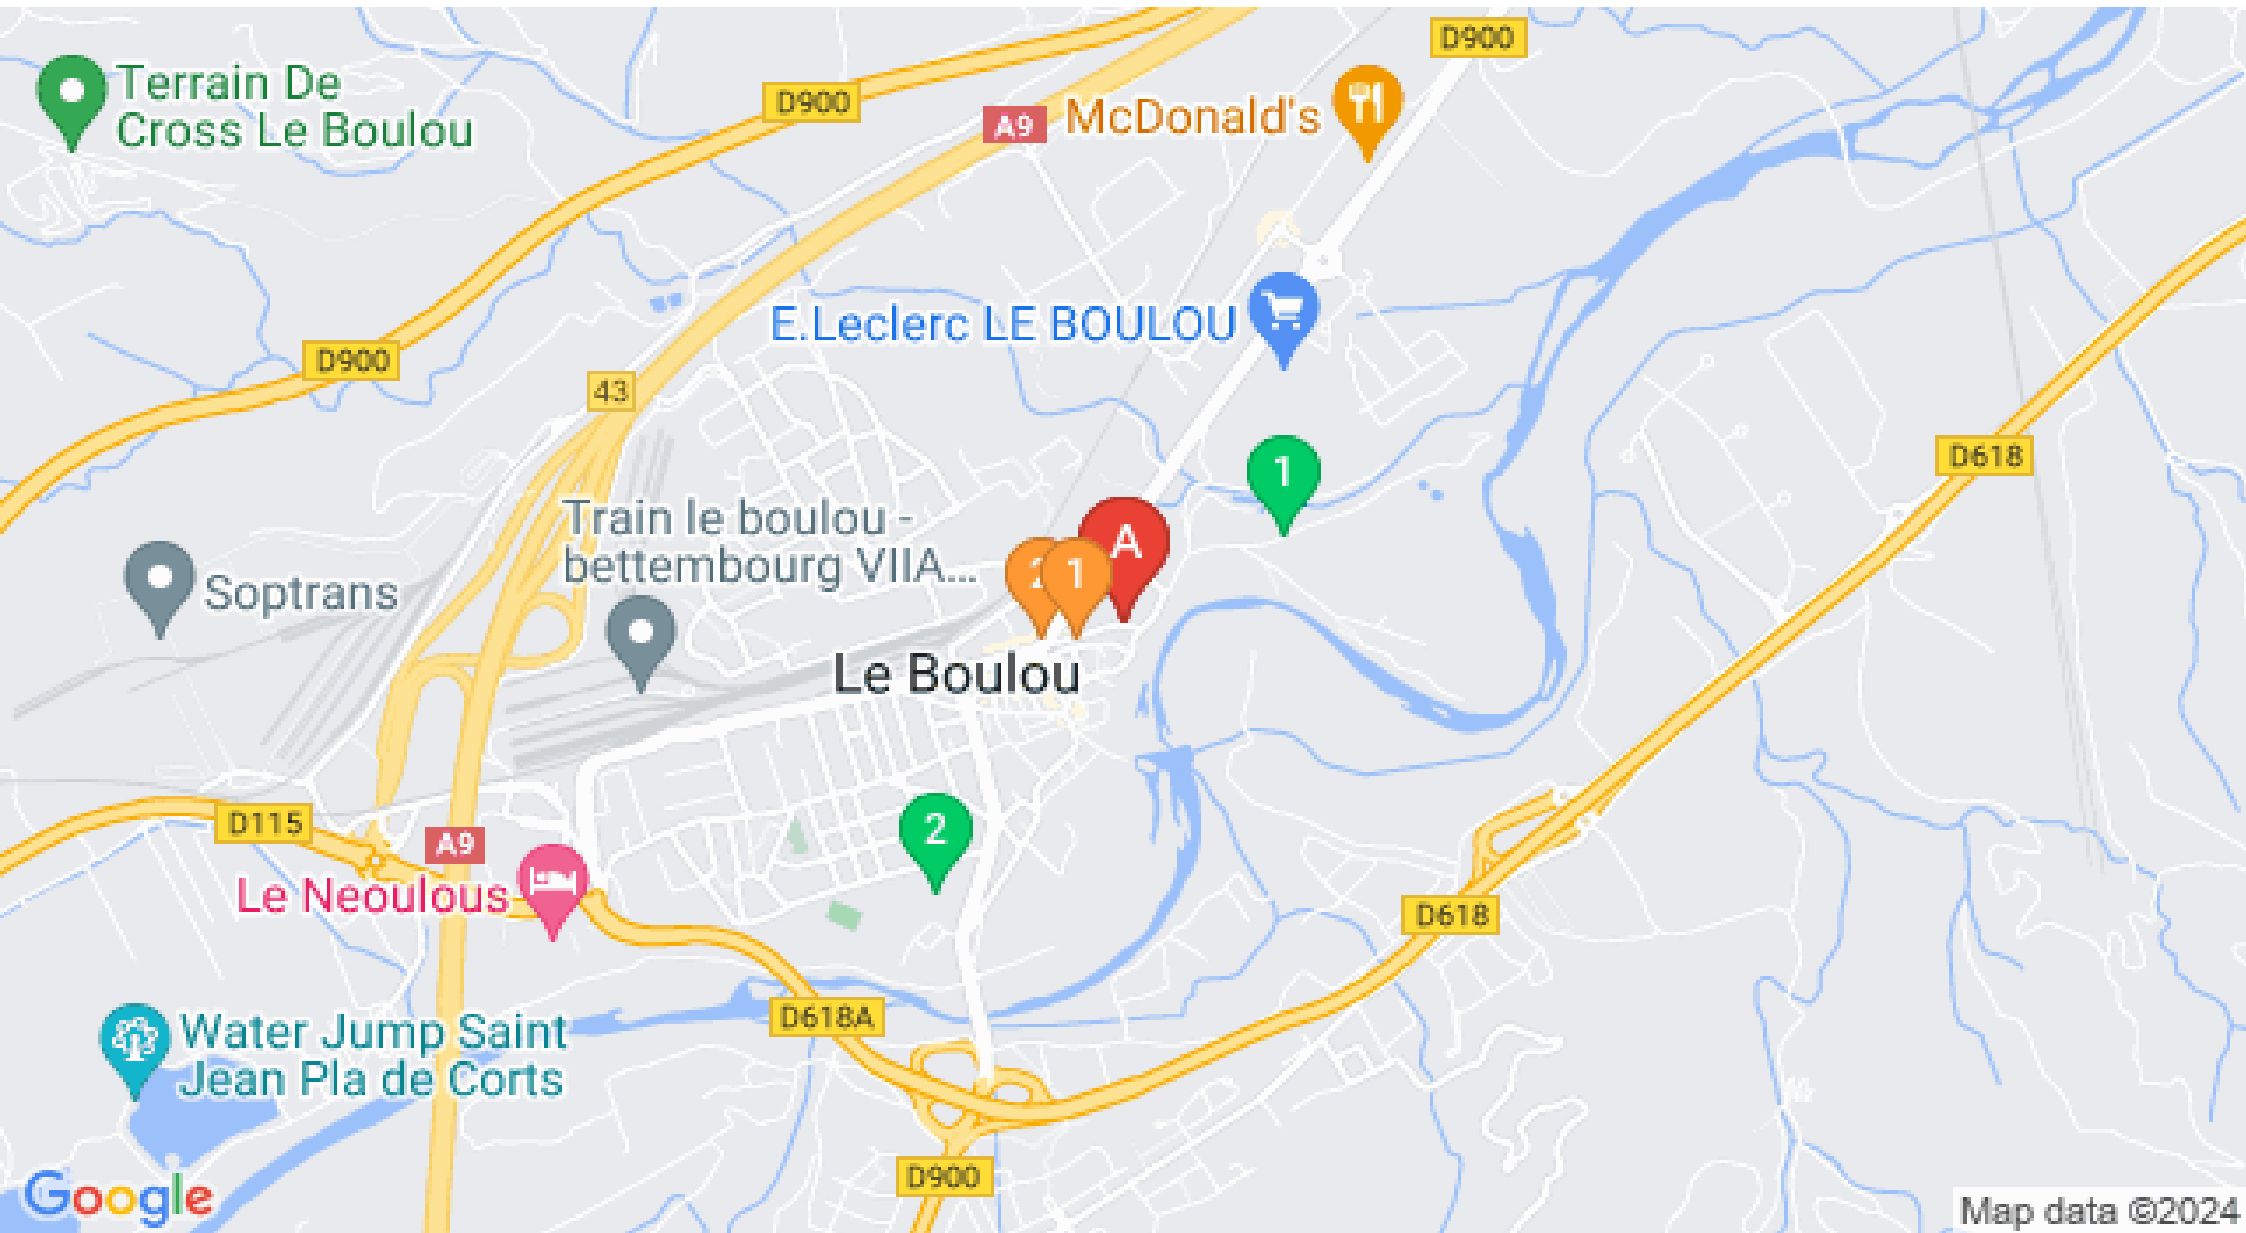 D900
Terrain De
Cross Le Boulou
D900
A9
McDonald's
E.Leclerc LE BOULOU
D900
43
D618
1
Train le boulou -
bettembourg VIIA...
A
2
1
Soptrans
Le Boulou
D115
A9
2
Le Neoulous
D618
D618A
Water Jump Saint
Jean Pla de Corts
D900
Google
Map data ©2024